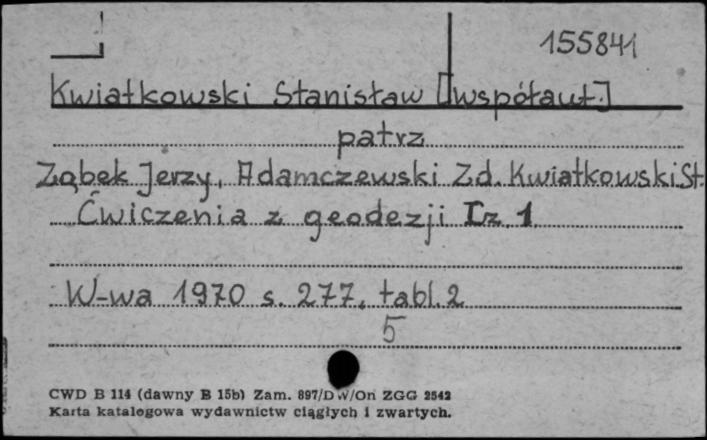 155841
Kwiatkowski Stanisław [współaut.]
patrz
Ząbek Jerzy, Adamczewski Zd. Kwiatkowski St.
Ćwiczenia z geodezji Cz. 1
W-wa 1970 s. 277, tabl. 2
5
CWD B 114 (dawny B 15b) Zam. 897/DW/On ZGG 2542
Karta katalogowa wydawnictw ciągłych i zwartych.